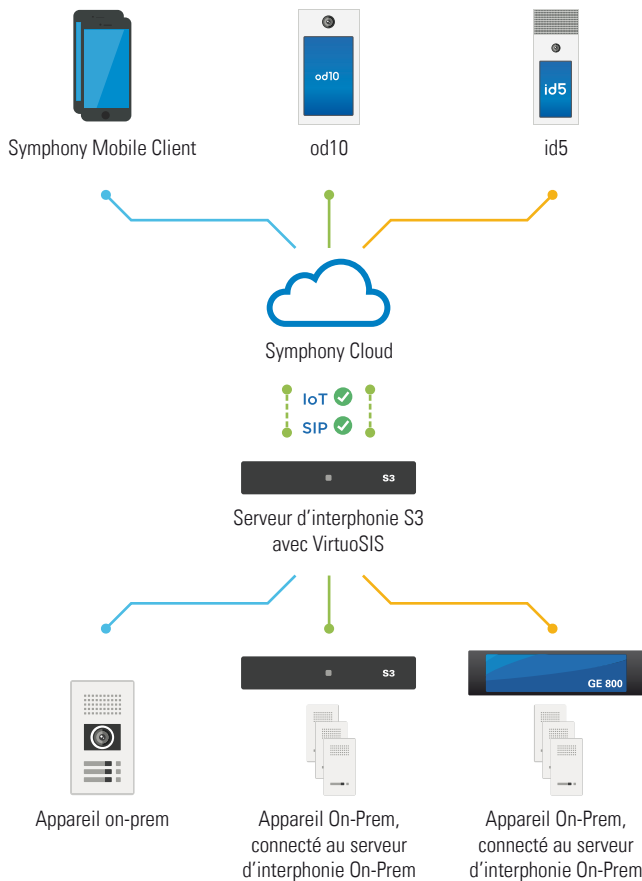 od10
id5
Symphony Mobile Client
od10
id5
Symphony Cloud
IoT
SIP
S3
Serveur d’interphonie S3
avec VirtuoSIS
S3
GE 800
Appareil on-prem
Appareil On-Prem,
connecté au serveur
d’interphonie On-Prem
Appareil On-Prem,
connecté au serveur
d’interphonie On-Prem